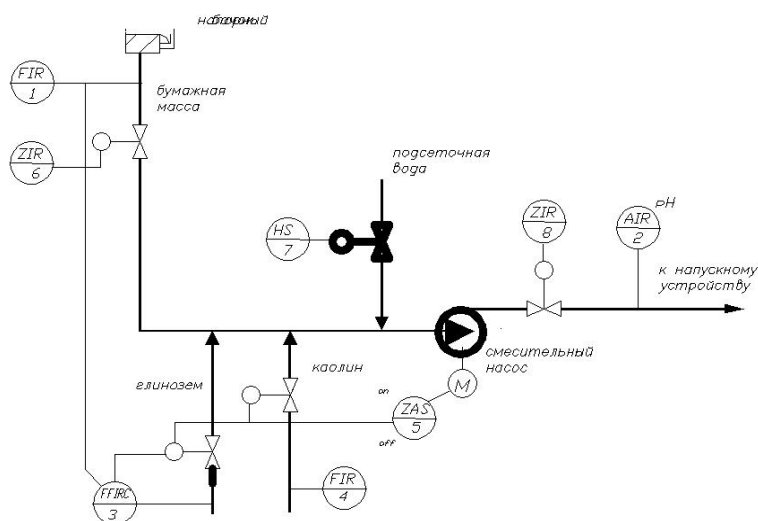 FIR
1
бумажная
масса
ZIR
6
подсеточная
вода
HS
7
ZIR
8
AIR
2
pH
к напускному
устройству
смесительный
насос
глинозем
каолин
on
off
ZAS
5
M
FFIRC
3
FIR
4